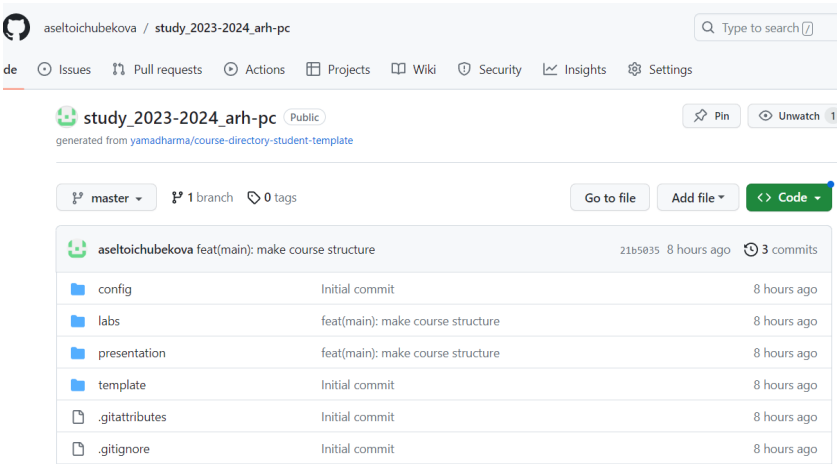 aseltoichubekova / study_2023-2024_arh-pc
Type to search /
de Issues Pull requests Actions Projects Wiki Security Insights Settings
study_2023-2024_arh-pc Public
Pin Unwatch 1
generated from yamadharma/course-directory-student-template
master 1 branch 0 tags Go to file Add file Code
aseltoichubekova feat(main): make course structure 21b5035 8 hours ago 3 commits
config Initial commit 8 hours ago
labs feat(main): make course structure 8 hours ago
presentation feat(main): make course structure 8 hours ago
template Initial commit 8 hours ago
.gitattributes Initial commit 8 hours ago
.gitignore Initial commit 8 hours ago